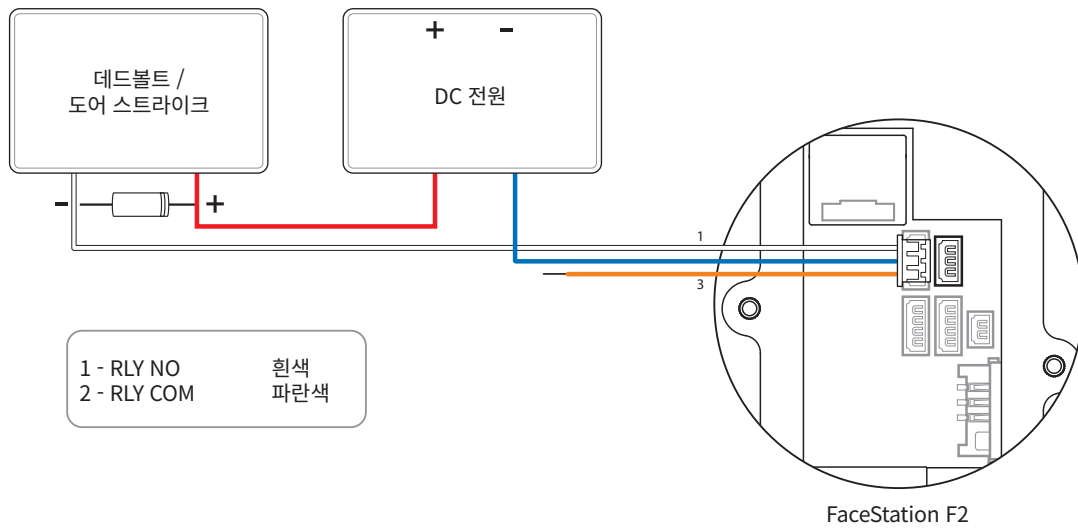 데드볼트 /
도어 스트라이크
+ -
DC 전원
- +
1
3
1 - RLY NO 흰색
2 - RLY COM 파란색
FaceStation F2